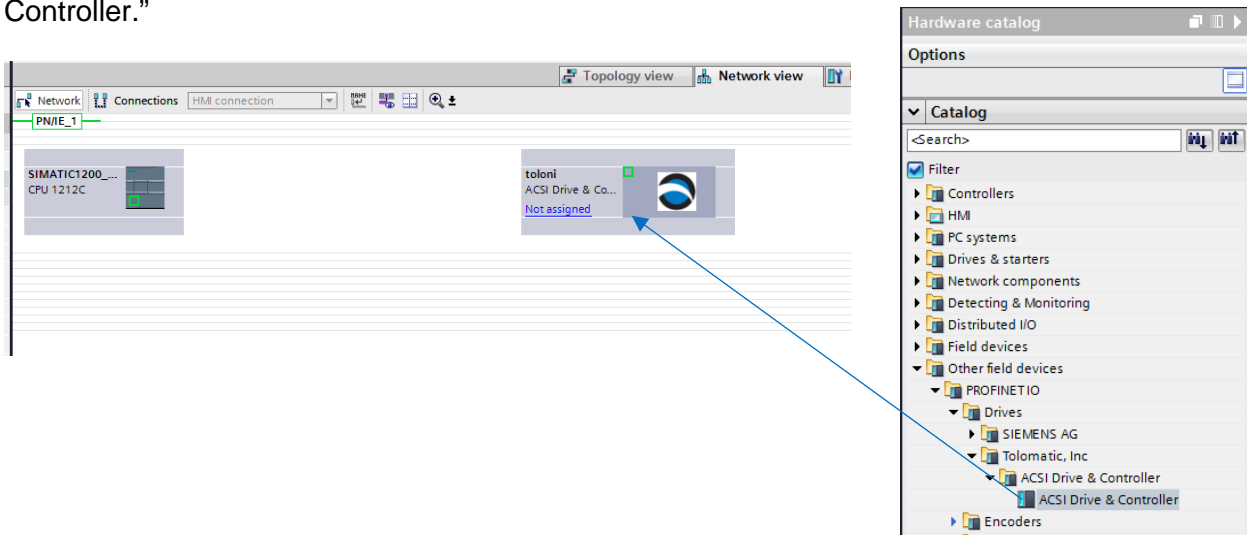 Controller.”
Topology view
Network view
Network
Connections
HMI connection
PN/IE_1
SIMATIC1200_...
CPU 1212C
toloni
ACSI Drive & Co...
Not assigned
Hardware catalog
Options
Catalog
<Search>
Filter
Controllers
HMI
PC systems
Drives & starters
Network components
Detecting & Monitoring
Distributed I/O
Field devices
Other field devices
PROFINET IO
Drives
SIEMENS AG
Tolomatic, Inc
ACSI Drive & Controller
ACSI Drive & Controller
Encoders